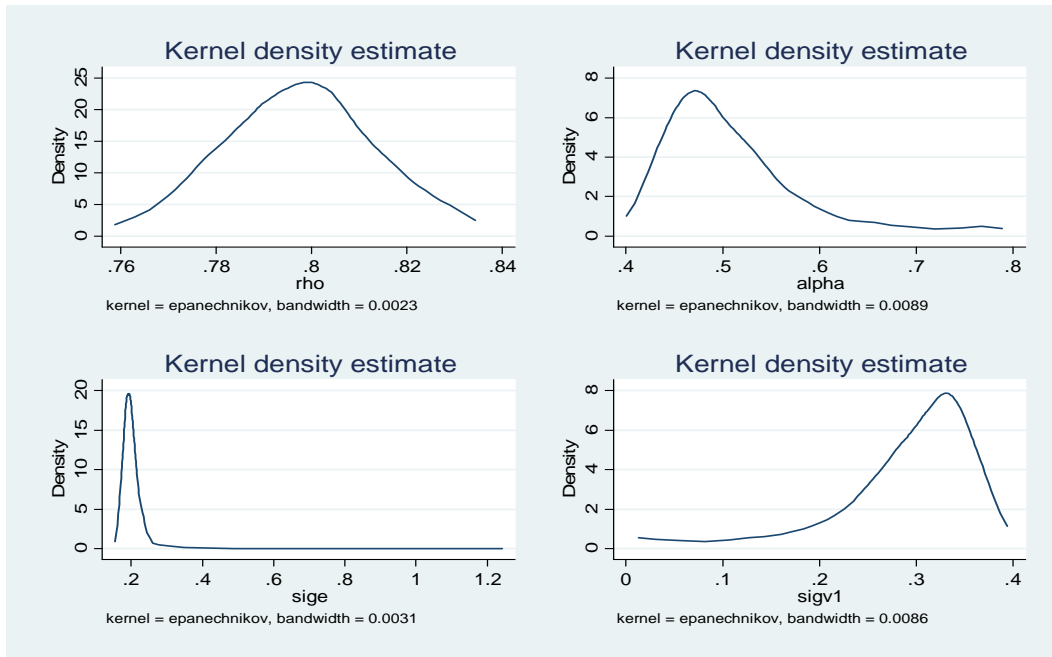 Kernel density estimate
Density
25
20
15
10
5
0
.76 .78 .8 .82 .84
rho
kernel = epanechnikov, bandwidth = 0.0023
Kernel density estimate
Density
8
6
4
2
0
.4 .5 .6 .7 .8
alpha
kernel = epanechnikov, bandwidth = 0.0089
Kernel density estimate
Density
20
15
10
5
0
.2 .4 .6 .8 1 1.2
sige
kernel = epanechnikov, bandwidth = 0.0031
Kernel density estimate
Density
8
6
4
2
0
0 .1 .2 .3 .4
sigv1
kernel = epanechnikov, bandwidth = 0.0086